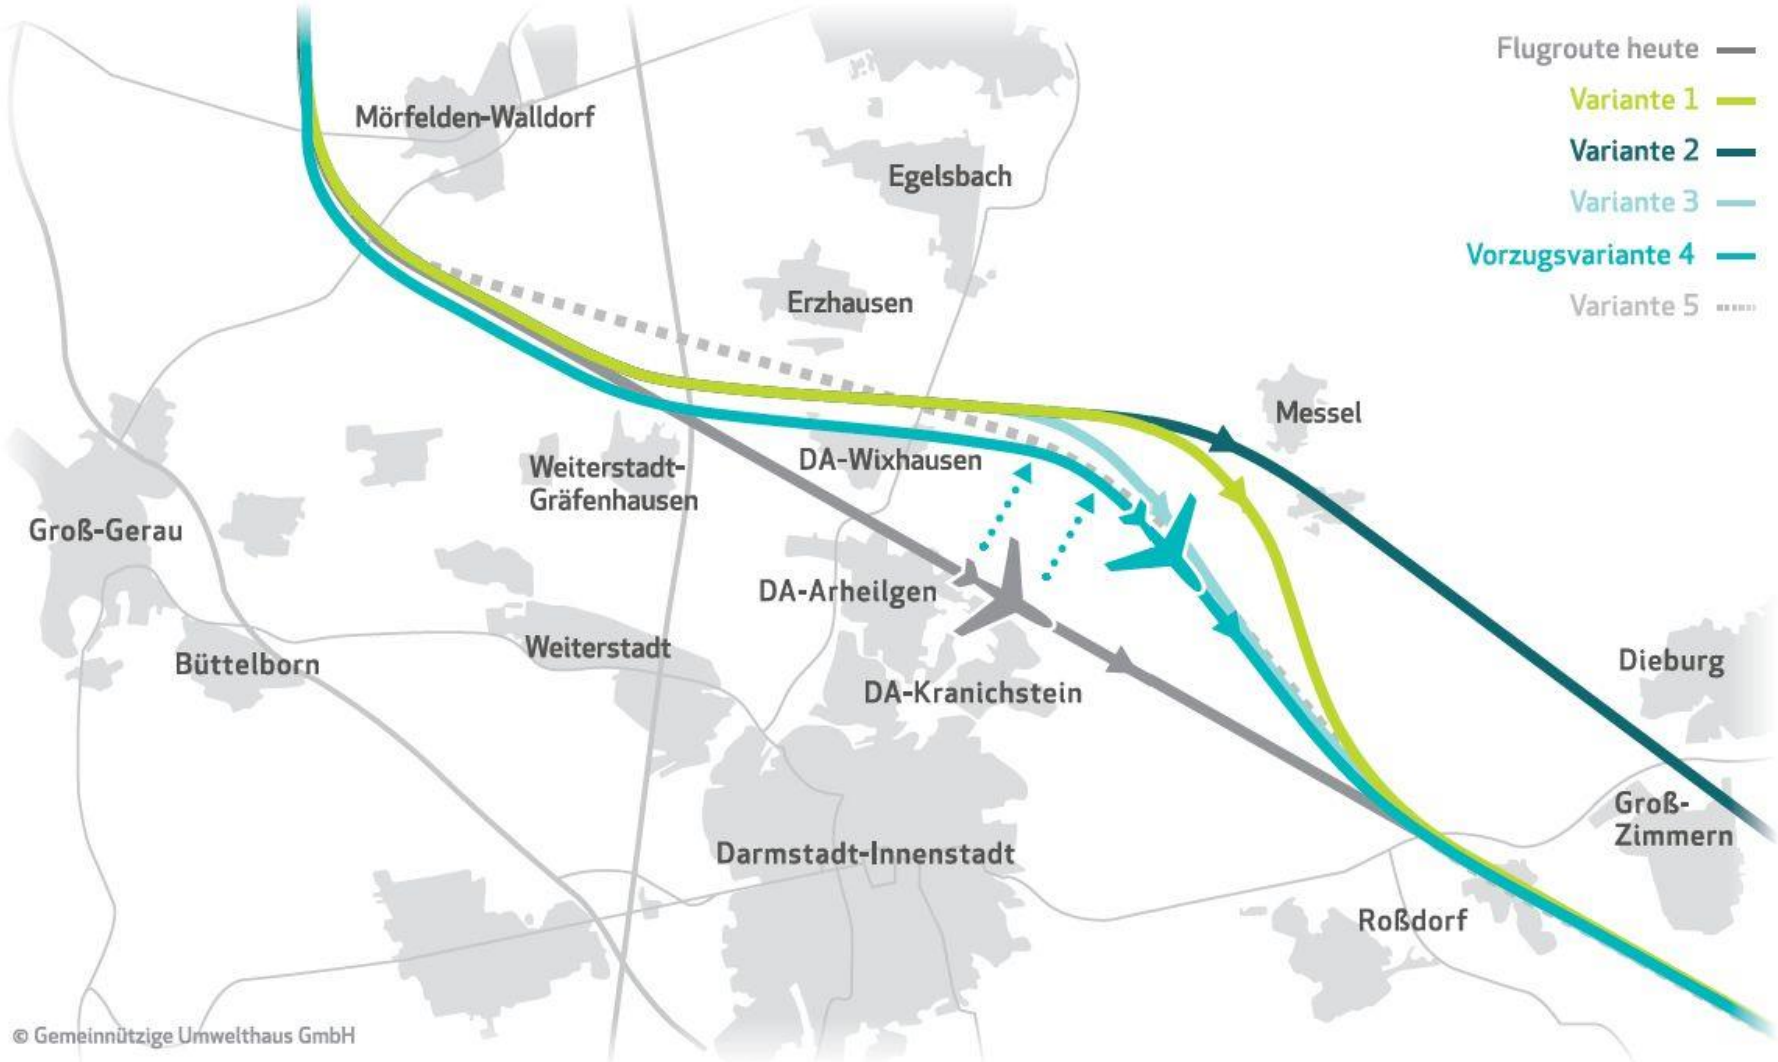 Flugroute heute
Variante 1
Variante 2
Variante 3
Vorzugsvariante 4
Variante 5
Mörfelden-Walldorf
Egelsbach
Erzhausen
Messel
Weiterstadt-
Gräfenhausen
DA-Wixhausen
Groß-Gerau
DA-Arheilgen
Büttelborn
Weiterstadt
DA-Kranichstein
Dieburg
Groß-
Zimmern
Darmstadt-Innenstadt
Roßdorf
© Gemeinnützige Umwelthaus GmbH